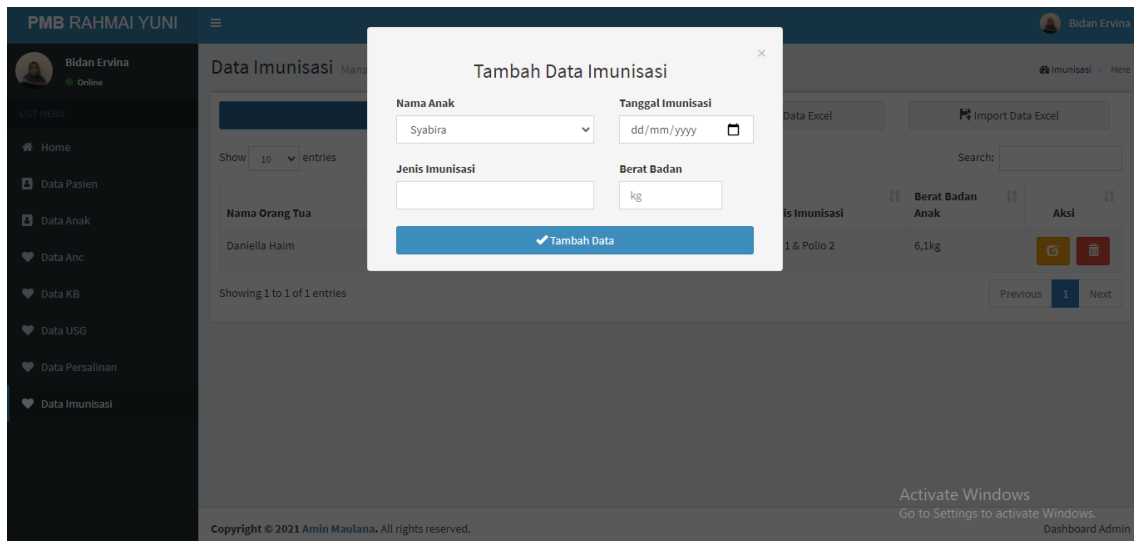 PMB RAHMAI YUNI
Bidan Ervina
Bidan Ervina
Online
LIST MENU
Home
Data Pasien
Data Anak
Data Anc
Data KB
Data USG
Data Persalinan
Data Imunisasi
Data Imunisasi
Imunisasi > Here
Data Excel
Import Data Excel
Show 10 entries
Search:
Nama Orang Tua
is Imunisasi
Berat Badan Anak
Aksi
Daniella Haim
1 & Polio 2
6,1kg
Showing 1 to 1 of 1 entries
Previous 1 Next
Tambah Data Imunisasi
×
Nama Anak
Tanggal Imunisasi
Syabira
dd/mm/yyyy
Jenis Imunisasi
Berat Badan
kg
Tambah Data
Activate Windows
Go to Settings to activate Windows.
Copyright © 2021 Amin Maulana. All rights reserved.
Dashboard Admin